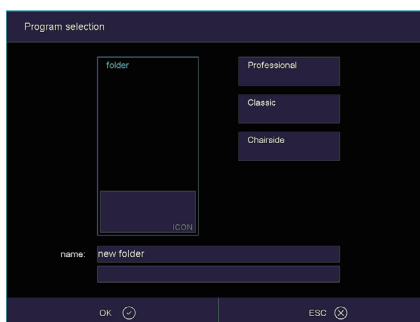 Program selection
folder
Professional
Classic
Chairside
ICON
name: new folder
OK
ESC